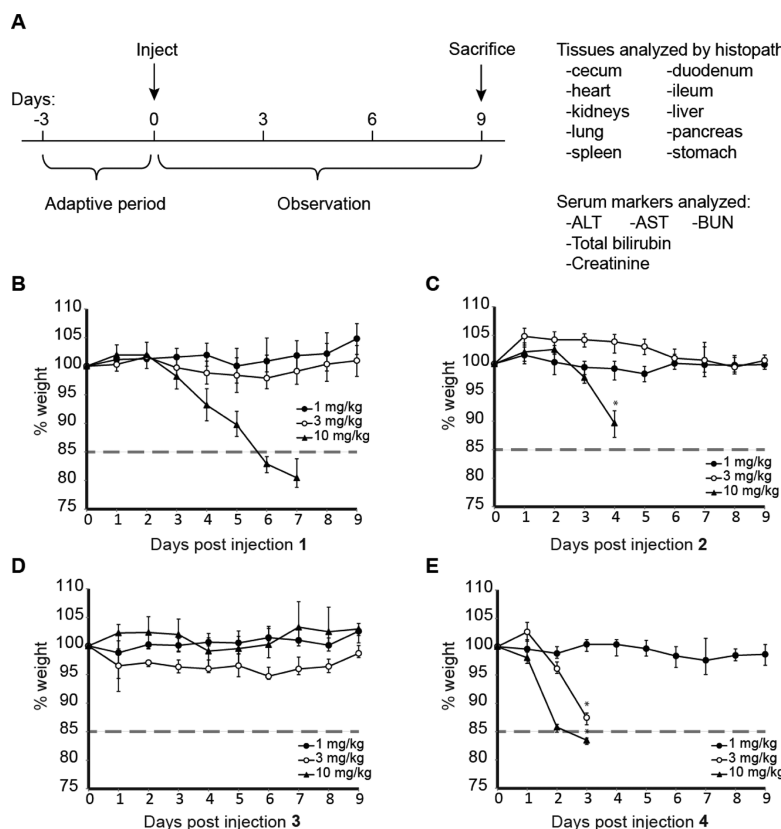 A
Inject
Sacrifice
Days:
-3 0 3 6 9
Adaptive period
Observation
Tissues analyzed by histopath
-cecum -duodenum
-heart -ileum
-kidneys -liver
-lung -pancreas
-spleen -stomach
Serum markers analyzed:
-ALT -AST -BUN
-Total bilirubin
-Creatinine
B
110
105
100
95
90
85
80
75
% weight
1 mg/kg
3 mg/kg
10 mg/kg
0 1 2 3 4 5 6 7 8 9
Days post injection 1
C
110
105
100
95
90
85
80
75
% weight
*
1 mg/kg
3 mg/kg
10 mg/kg
0 1 2 3 4 5 6 7 8 9
Days post injection 2
D
110
105
100
95
90
85
80
75
% weight
1 mg/kg
3 mg/kg
10 mg/kg
0 1 2 3 4 5 6 7 8 9
Days post injection 3
E
110
105
100
95
90
85
80
75
% weight
*
*
1 mg/kg
3 mg/kg
10 mg/kg
0 1 2 3 4 5 6 7 8 9
Days post injection 4